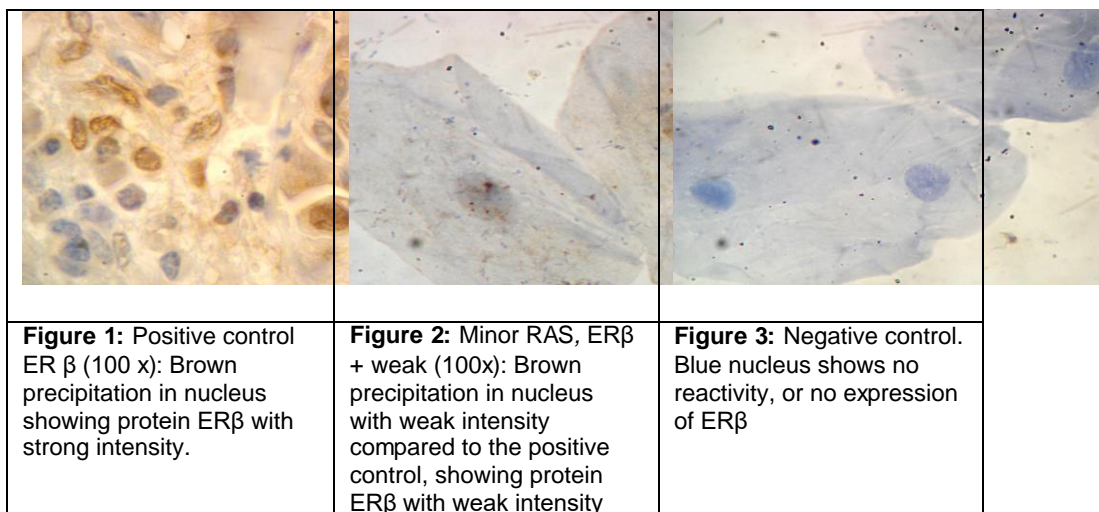 Figure 1: Positive control
ER β (100 x): Brown
precipitation in nucleus
showing protein ERβ with
strong intensity.
Figure 2: Minor RAS, ERβ
+ weak (100x): Brown
precipitation in nucleus
with weak intensity
compared to the positive
control, showing protein
ERβ with weak intensity
Figure 3: Negative control.
Blue nucleus shows no
reactivity, or no expression
of ERβ